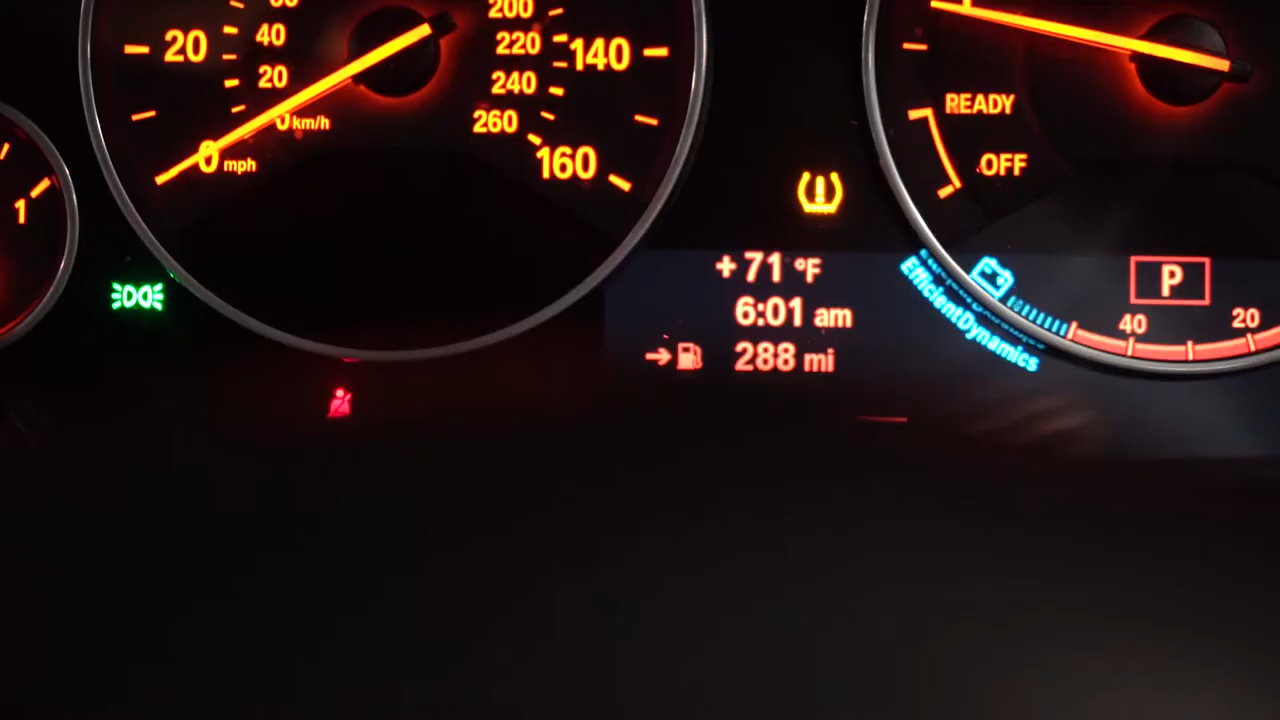 200
40
220
20
140
20
240
0 km/h
260
0 mph
160
1
READY
OFF
+71 °F
6:01 am
288 mi
EfficientDynamics
P
40
20